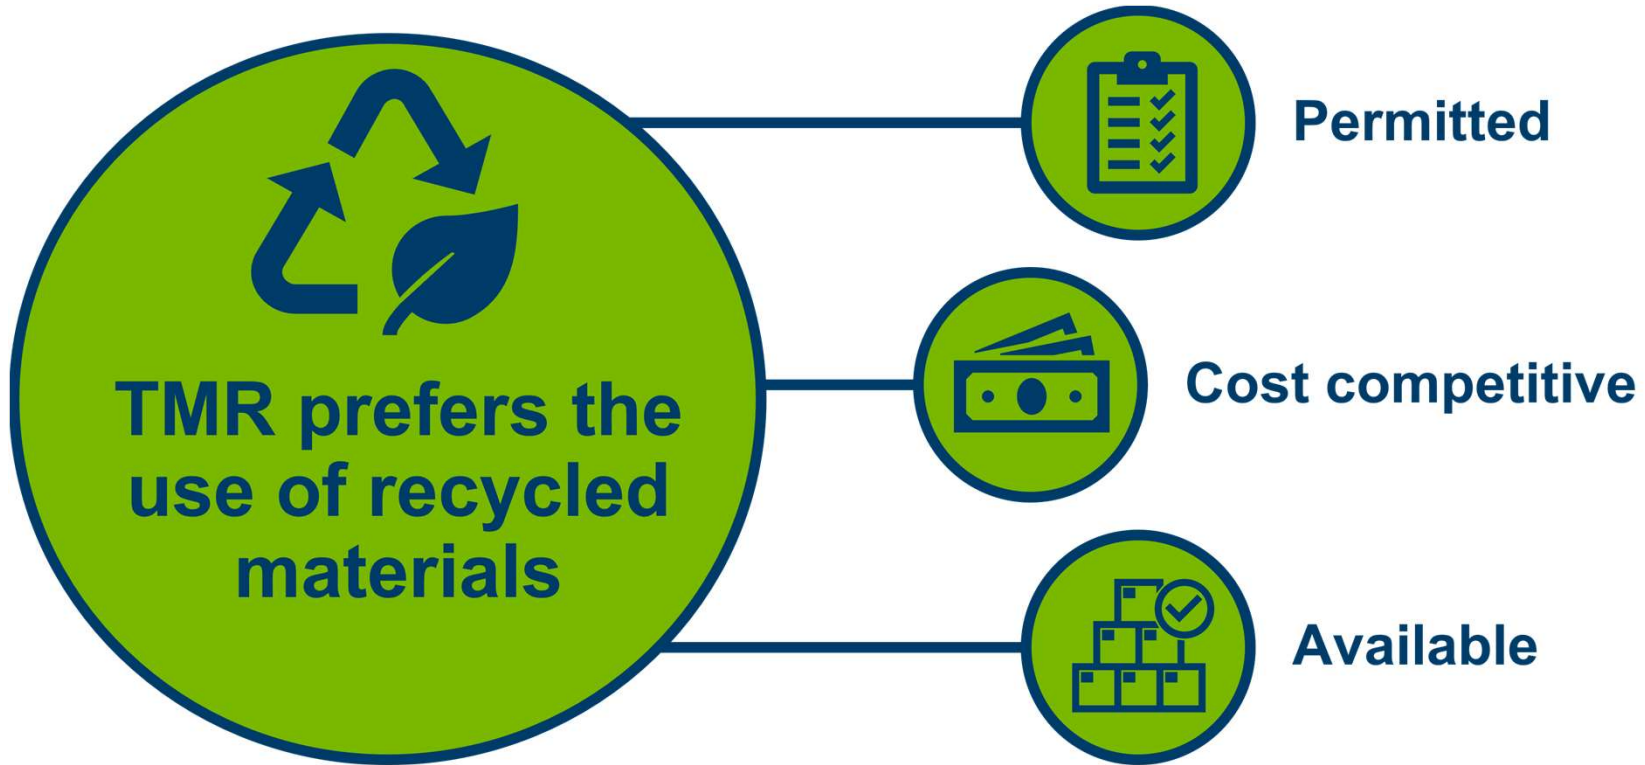 TMR prefers the
use of recycled
materials
Permitted
Cost competitive
Available